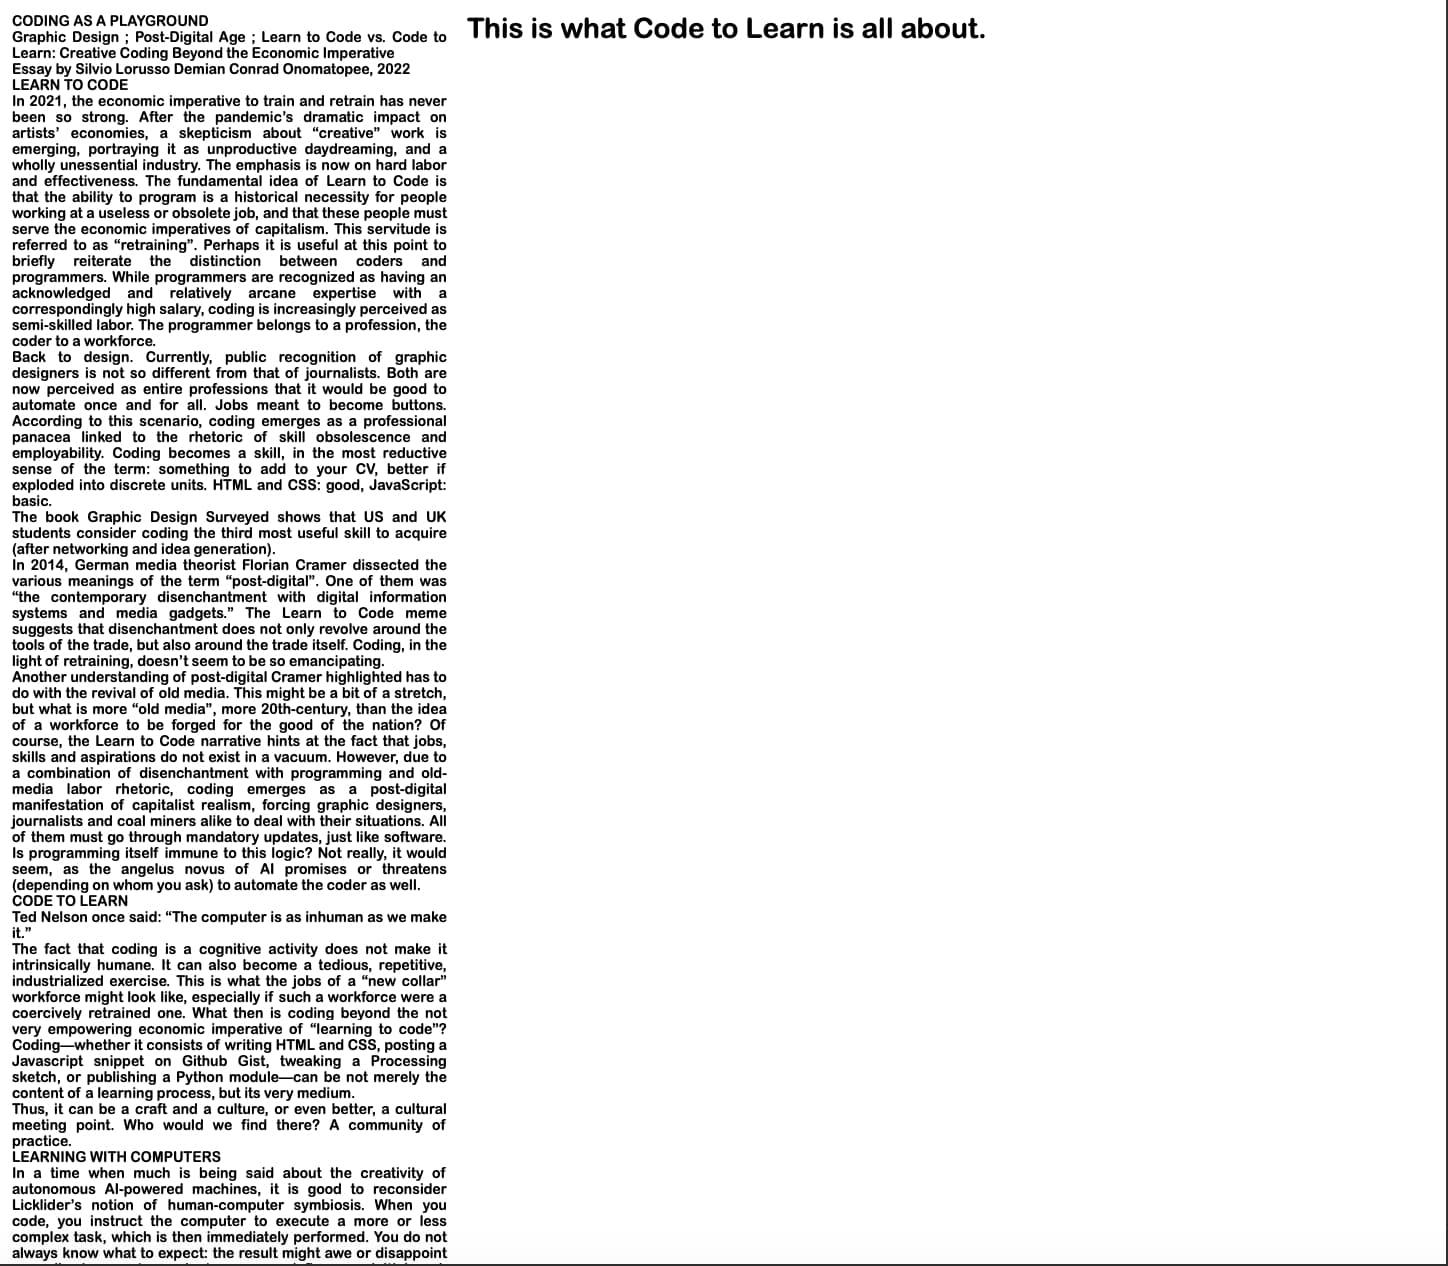 CODING AS A PLAYGROUND
Graphic Design ; Post-Digital Age ; Learn to Code vs. Code to
Learn: Creative Coding Beyond the Economic Imperative
Essay by Silvio Lorusso Demian Conrad Onomatopee, 2022
LEARN TO CODE
In 2021, the economic imperative to train and retrain has never
been so strong. After the pandemic’s dramatic impact on
artists’ economies, a skepticism about “creative” work is
emerging, portraying it as unproductive daydreaming, and a
wholly unessential industry. The emphasis is now on hard labor
and effectiveness. The fundamental idea of Learn to Code is
that the ability to program is a historical necessity for people
working at a useless or obsolete job, and that these people must
serve the economic imperatives of capitalism. This servitude is
referred to as “retraining”. Perhaps it is useful at this point to
briefly reiterate the distinction between coders and
programmers. While programmers are recognized as having an
acknowledged and relatively arcane expertise with a
correspondingly high salary, coding is increasingly perceived as
semi-skilled labor. The programmer belongs to a profession, the
coder to a workforce.
Back to design. Currently, public recognition of graphic
designers is not so different from that of journalists. Both are
now perceived as entire professions that it would be good to
automate once and for all. Jobs meant to become buttons.
According to this scenario, coding emerges as a professional
panacea linked to the rhetoric of skill obsolescence and
employability. Coding becomes a skill, in the most reductive
sense of the term: something to add to your CV, better if
exploded into discrete units. HTML and CSS: good, JavaScript:
basic.
The book Graphic Design Surveyed shows that US and UK
students consider coding the third most useful skill to acquire
(after networking and idea generation).
In 2014, German media theorist Florian Cramer dissected the
various meanings of the term “post-digital”. One of them was
“the contemporary disenchantment with digital information
systems and media gadgets.” The Learn to Code meme
suggests that disenchantment does not only revolve around the
tools of the trade, but also around the trade itself. Coding, in the
light of retraining, doesn’t seem to be so emancipating.
Another understanding of post-digital Cramer highlighted has to
do with the revival of old media. This might be a bit of a stretch,
but what is more “old media”, more 20th-century, than the idea
of a workforce to be forged for the good of the nation? Of
course, the Learn to Code narrative hints at the fact that jobs,
skills and aspirations do not exist in a vacuum. However, due to
a combination of disenchantment with programming and old-
media labor rhetoric, coding emerges as a post-digital
manifestation of capitalist realism, forcing graphic designers,
journalists and coal miners alike to deal with their situations. All
of them must go through mandatory updates, just like software.
Is programming itself immune to this logic? Not really, it would
seem, as the angelus novus of AI promises or threatens
(depending on whom you ask) to automate the coder as well.
CODE TO LEARN
Ted Nelson once said: “The computer is as inhuman as we make
it.”
The fact that coding is a cognitive activity does not make it
intrinsically humane. It can also become a tedious, repetitive,
industrialized exercise. This is what the jobs of a “new collar”
workforce might look like, especially if such a workforce were a
coercively retrained one. What then is coding beyond the not
very empowering economic imperative of “learning to code”?
Coding—whether it consists of writing HTML and CSS, posting a
Javascript snippet on Github Gist, tweaking a Processing
sketch, or publishing a Python module—can be not merely the
content of a learning process, but its very medium.
Thus, it can be a craft and a culture, or even better, a cultural
meeting point. Who would we find there? A community of
practice.
LEARNING WITH COMPUTERS
In a time when much is being said about the creativity of
autonomous AI-powered machines, it is good to reconsider
Licklider’s notion of human-computer symbiosis. When you
code, you instruct the computer to execute a more or less
complex task, which is then immediately performed. You do not
always know what to expect: the result might awe or disappoint
This is what Code to Learn is all about.